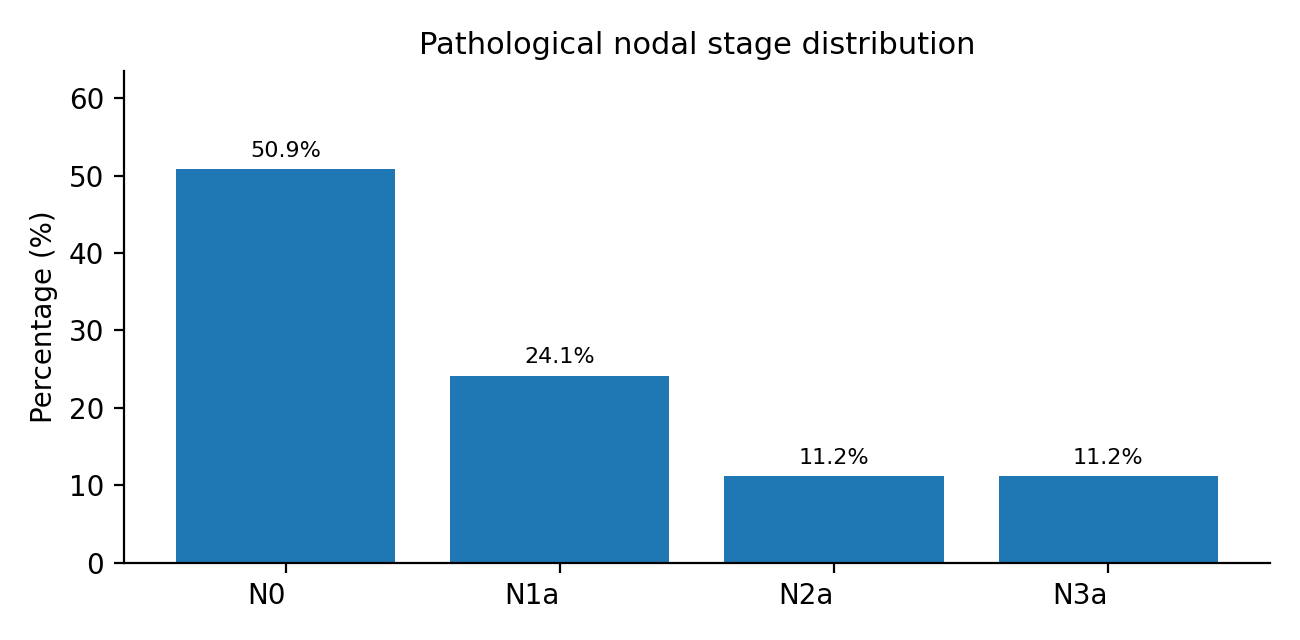 Pathological nodal stage distribution
Percentage (%)
60
50
40
30
20
10
0
50.9%
24.1%
11.2%
11.2%
N0
N1a
N2a
N3a